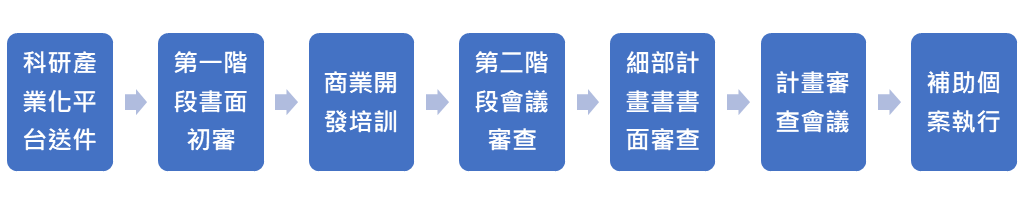 科研產
業化平
台送件
第一階
段書面
初審
商業開
發培訓
第二階
段會議
審查
細部計
畫書書
面審查
計畫審
查會議
補助個
案執行